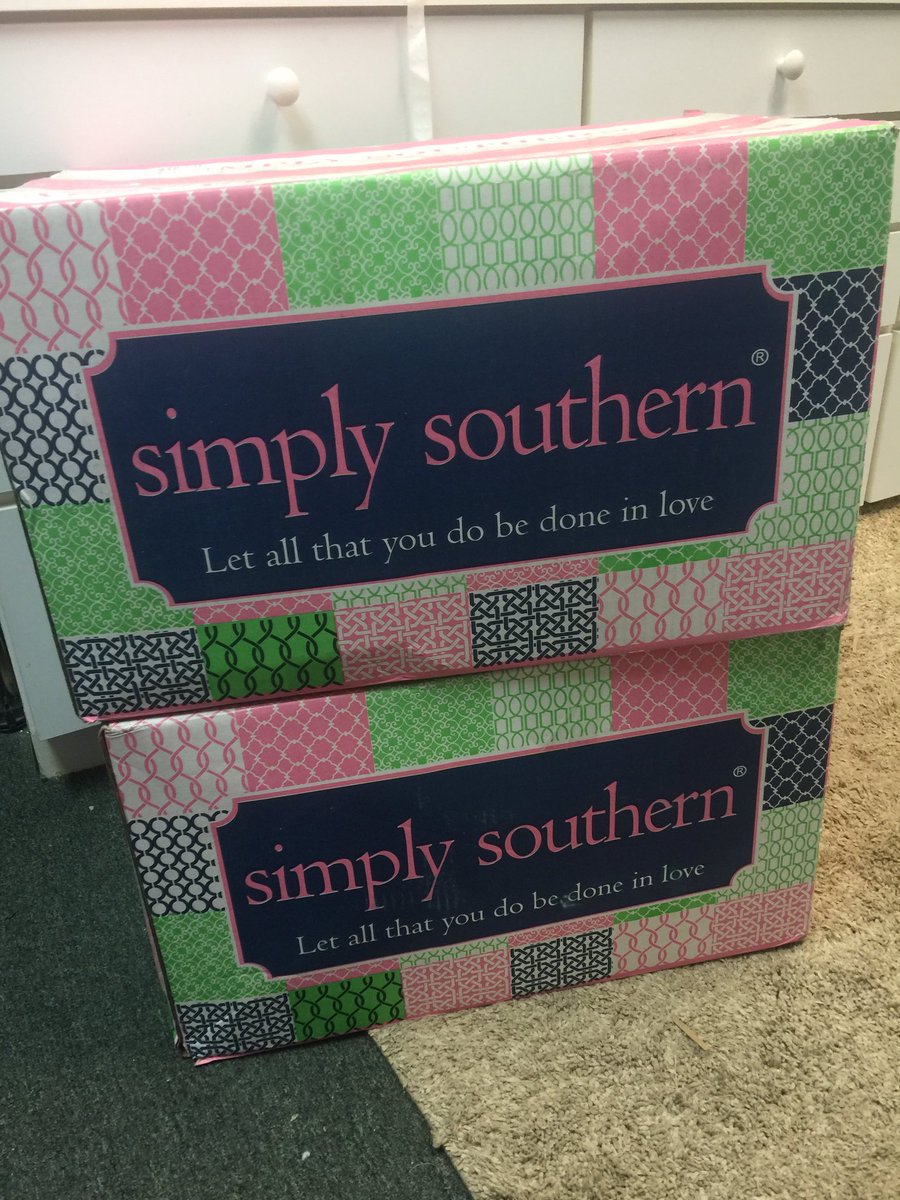 simply southern®
Let all that you do be done in love
simply southern®
Let all that you do be done in love